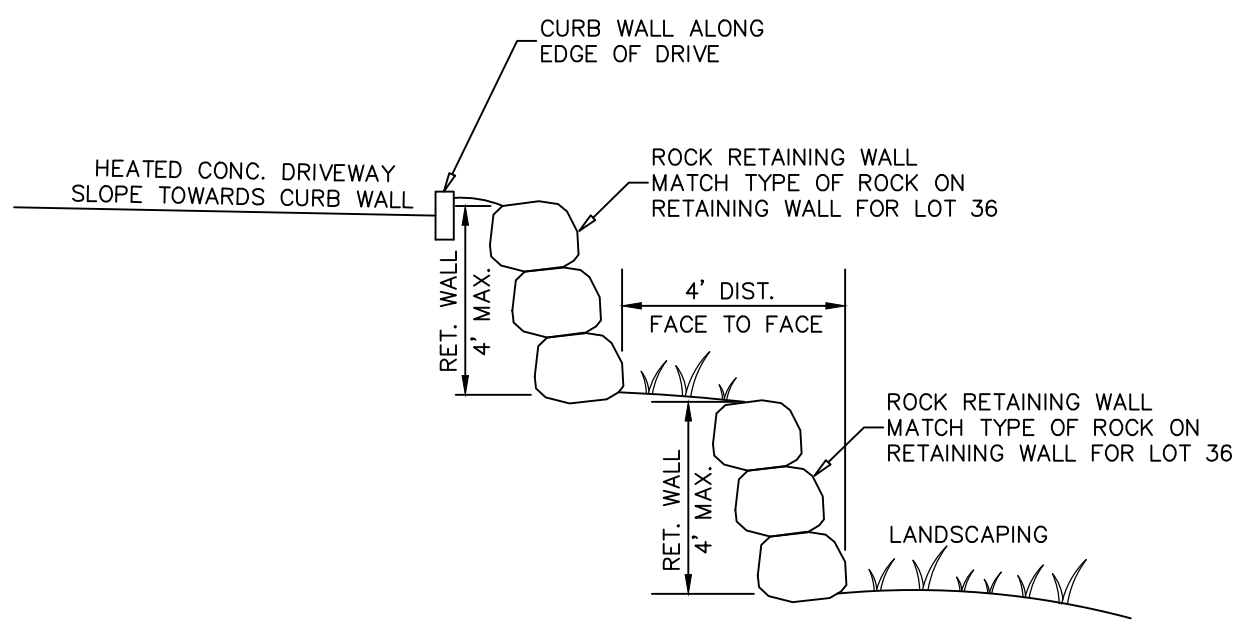 CURB WALL ALONG
EDGE OF DRIVE
HEATED CONC. DRIVEWAY
SLOPE TOWARDS CURB WALL
ROCK RETAINING WALL
MATCH TYPE OF ROCK ON
RETAINING WALL FOR LOT 36
RET. WALL
4' MAX.
4' DIST.
FACE TO FACE
ROCK RETAINING WALL
MATCH TYPE OF ROCK ON
RETAINING WALL FOR LOT 36
RET. WALL
4' MAX.
LANDSCAPING